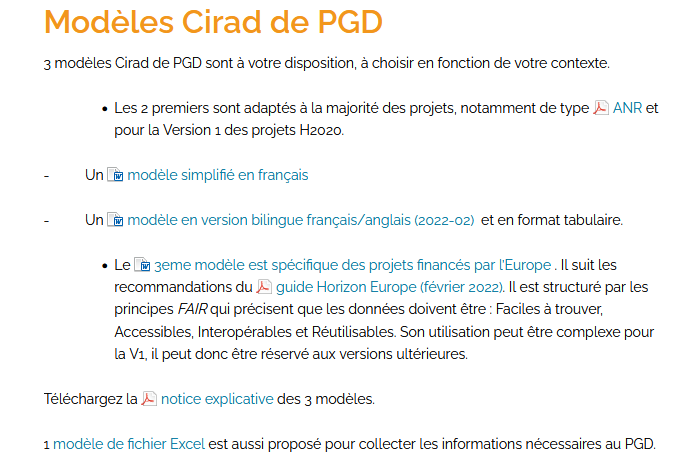 Modèles Cirad de PGD
3 modèles Cirad de PGD sont à votre disposition, à choisir en fonction de votre contexte.
• Les 2 premiers sont adaptés à la majorité des projets, notamment de type ANR et
pour la Version 1 des projets H2020.
- Un modèle simplifié en français
- Un modèle en version bilingue français/anglais (2022-02) et en format tabulaire.
• Le 3eme modèle est spécifique des projets financés par l'Europe . Il suit les
recommandations du guide Horizon Europe (février 2022). Il est structuré par les
principes FAIR qui précisent que les données doivent être : Faciles à trouver,
Accessibles, Interopérables et Réutilisables. Son utilisation peut être complexe pour
la V1, il peut donc être réservé aux versions ultérieures.
Téléchargez la notice explicative des 3 modèles.
1 modèle de fichier Excel est aussi proposé pour collecter les informations nécessaires au PGD.